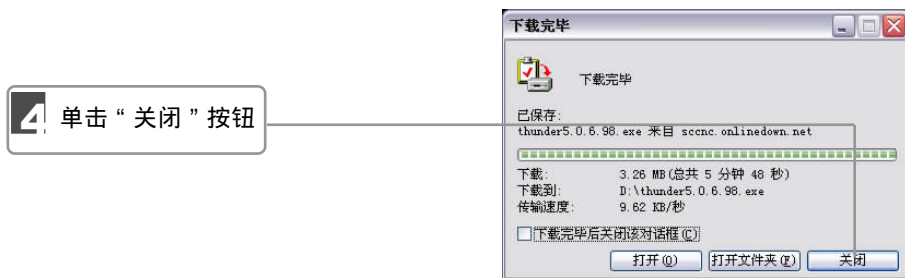 4 单击“关闭”按钮
下载完毕
下载完毕
已保存:
thunder5.0.6.98.exe 来自 sccnc.onlinedown.net
下载: 3.26 MB(总共 5 分钟 48 秒)
下载到: D:\thunder5.0.6.98.exe
传输速度: 9.62 KB/秒
下载完毕后关闭该对话框(C)
打开(O) 打开文件夹(F) 关闭